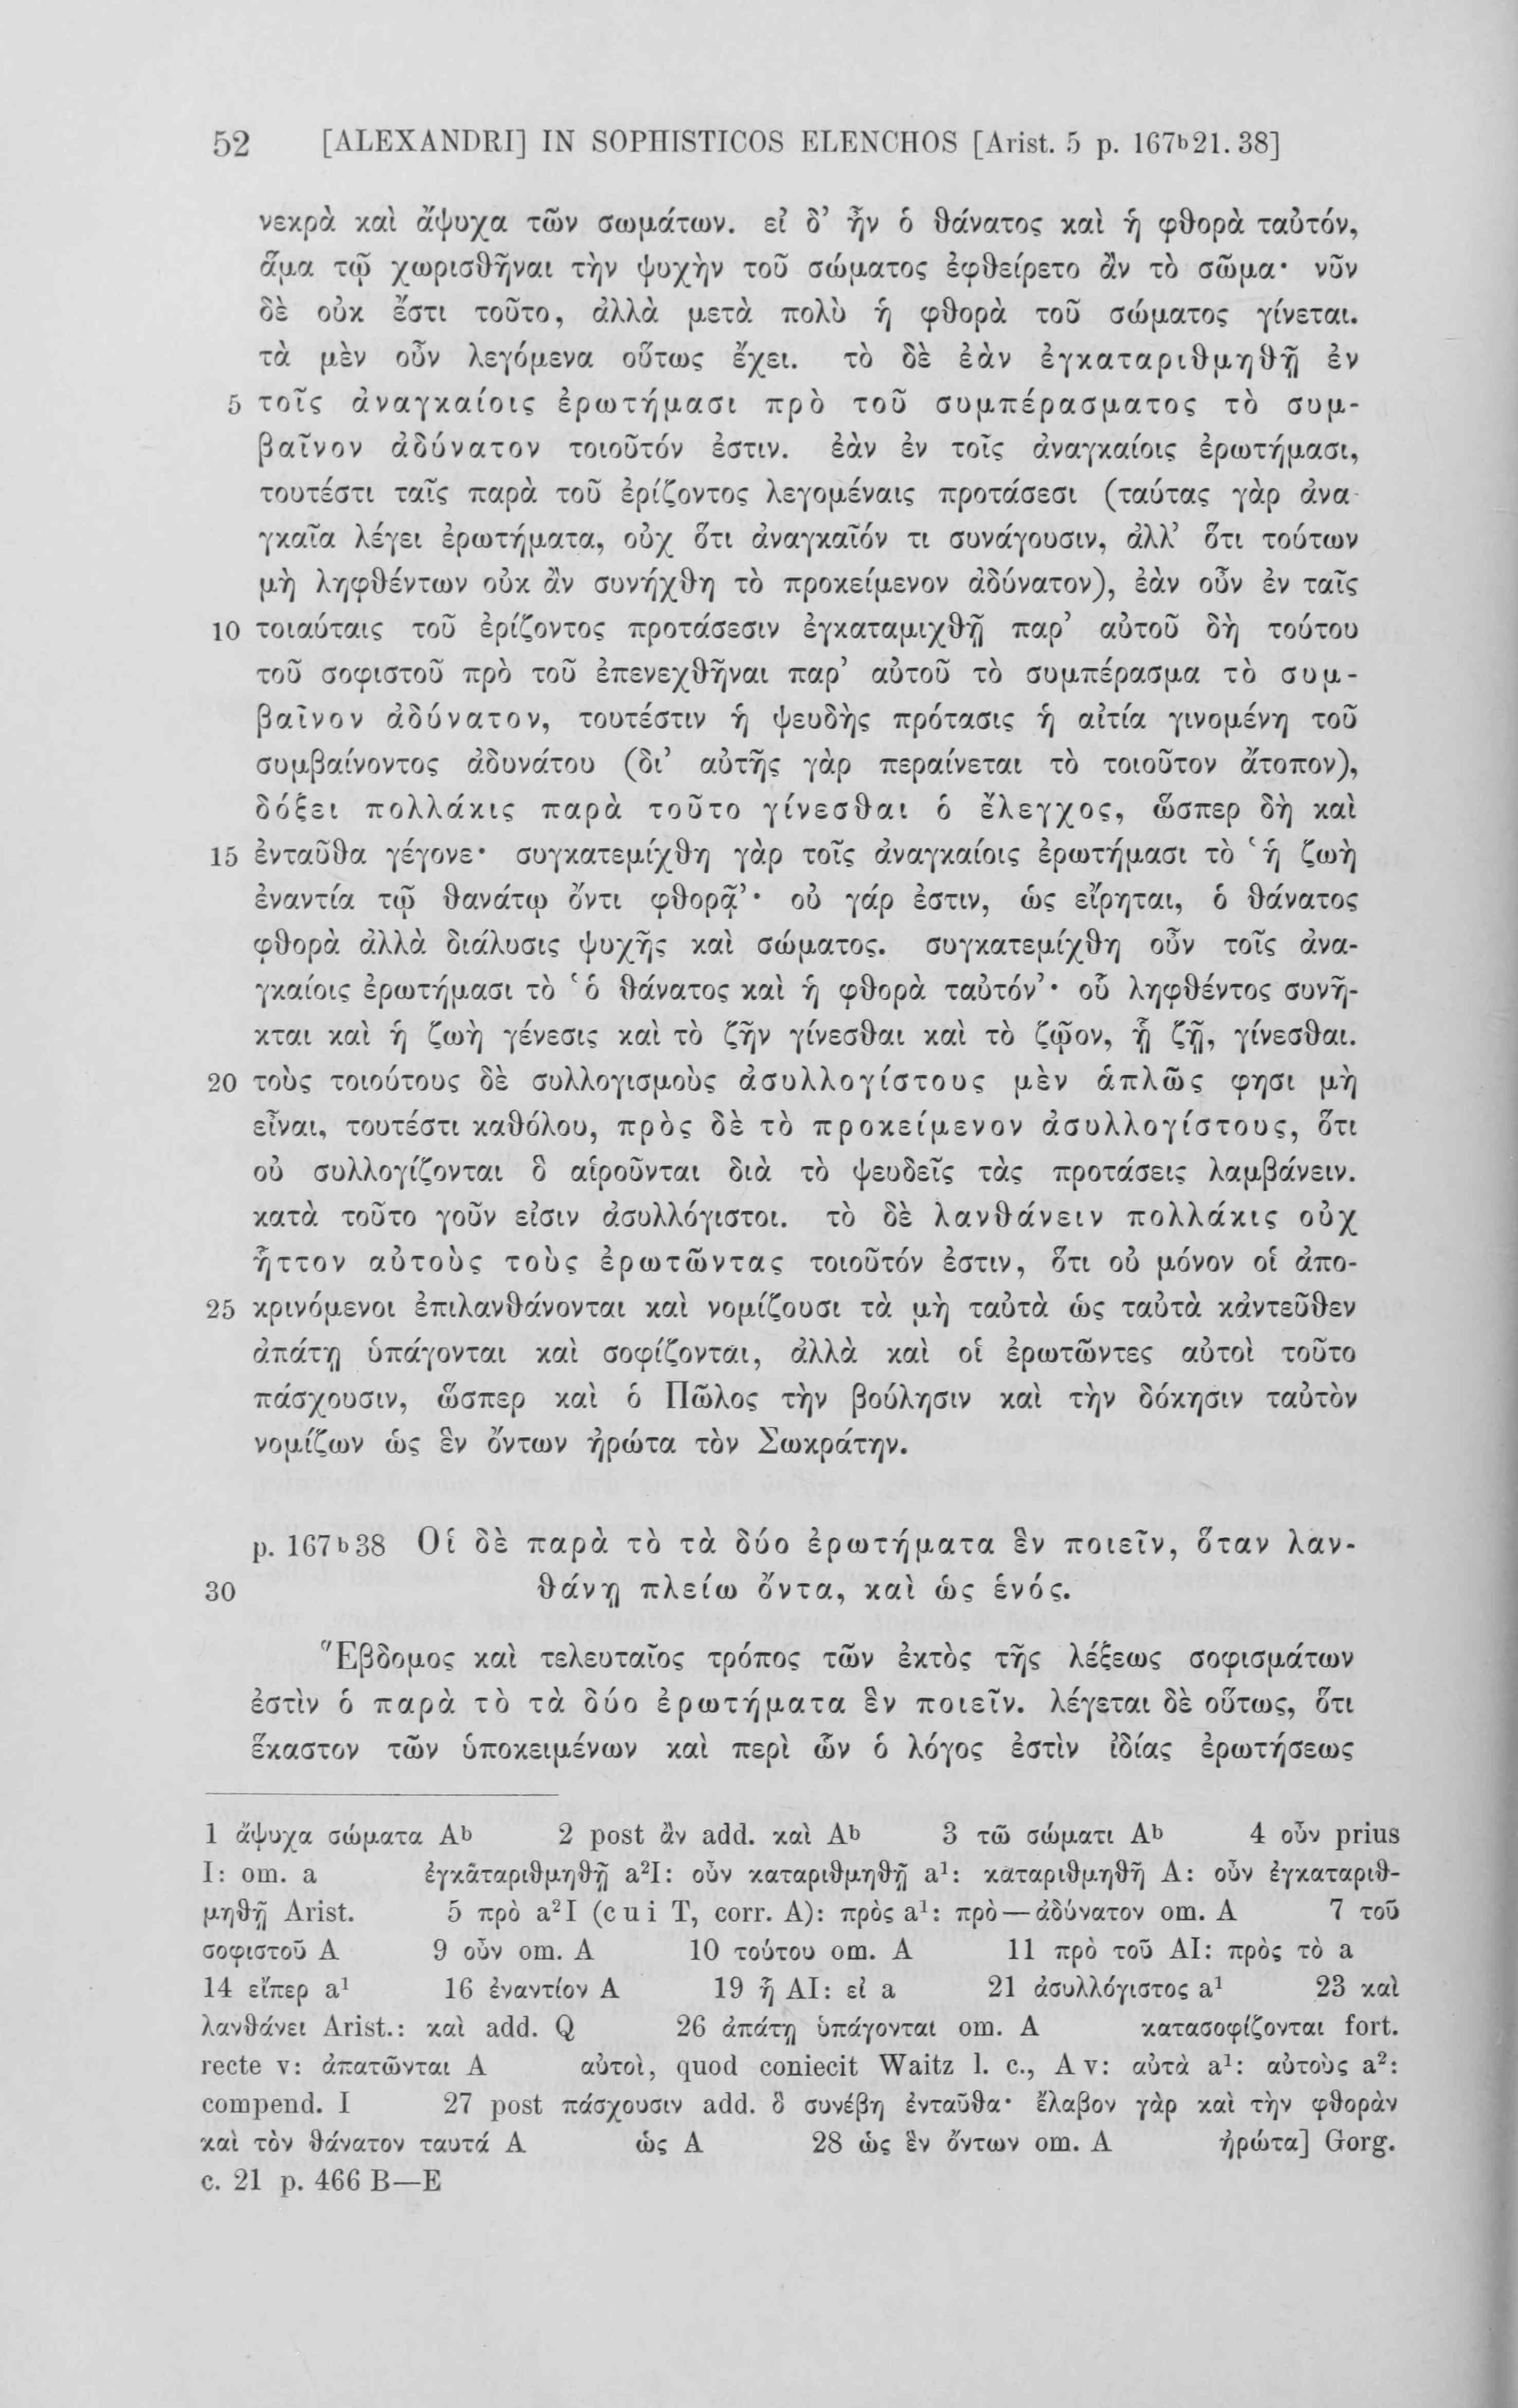 52 [ALEXANDRI] IN SOPHISTICOS ELENCHOS [Arist. 5 p. 167b21. 38]
νεκρὰ καὶ ἄψυχα τῶν σωμάτων. εἰ δ’ ἦν ὁ θάνατος καὶ ἡ φθορὰ ταὐτόν,
ἅμα τῷ χωρισθῆναι τὴν ψυχὴν τοῦ σώματος ἐφθείρετο ἂν τὸ σῶμα· νῦν
δὲ οὐκ ἔστι τοῦτο, ἀλλὰ μετὰ πολὺ ἡ φθορὰ τοῦ σώματος γίνεται.
τὰ μὲν οὖν λεγόμενα οὕτως ἔχει. τὸ δὲ ἐὰν ἐγκαταριθμηθῇ ἐν
5 τοῖς ἀναγκαίοις ἐρωτήμασι πρὸ τοῦ συμπέρασματος τὸ συμ-
βαῖνον ἀδύνατον τοιοῦτόν ἐστιν. ἐὰν ἐν τοῖς ἀναγκαίοις ἐρωτήμασι,
τουτέστι ταῖς παρὰ τοῦ ἐρίζοντος λεγομέναις προτάσεσι (ταύτας γὰρ ἀνα-
γκαῖα λέγει ἐρωτήματα, οὐχ ὅτι ἀναγκαῖόν τι συνάγουσιν, ἀλλ’ ὅτι τούτων
μὴ ληφθέντων οὐκ ἂν συνήχθη τὸ προκείμενον ἀδύνατον), ἐὰν οὖν ἐν ταῖς
10 τοιαύταις τοῦ ἐρίζοντος προτάσεσιν ἐγκαταμιχθῇ παρ’ αὐτοῦ δὴ τούτου
τοῦ σοφιστοῦ πρὸ τοῦ ἐπενεχθῆναι παρ’ αὐτοῦ τὸ συμπέρασμα τὸ συμ-
βαῖνον ἀδύνατον, τουτέστιν ἡ ψευδὴς πρότασις ἡ αἰτία γινομένη τοῦ
συμβαίνοντος ἀδυνάτου (δι’ αὐτῆς γὰρ περαίνεται τὸ τοιοῦτον ἄτοπον),
δόξει πολλάκις παρὰ τοῦτο γίνεσθαι ὁ ἔλεγχος, ὥσπερ δὴ καὶ
15 ἐνταῦθα γέγονε· συγκατεμίχθη γὰρ τοῖς ἀναγκαίοις ἐρωτήμασι τὸ ‘ἡ ζωὴ
ἐναντία τῷ θανάτῳ ὄντι φθορᾷ’· οὐ γάρ ἐστιν, ὡς εἴρηται, ὁ θάνατος
φθορὰ ἀλλὰ διάλυσις ψυχῆς καὶ σώματος. συγκατεμίχθη οὖν τοῖς ἀνα-
γκαίοις ἐρωτήμασι τὸ ‘ὁ θάνατος καὶ ἡ φθορὰ ταὐτόν’· οὗ ληφθέντος συνῆ-
κται καὶ ἡ ζωὴ γένεσις καὶ τὸ ζῆν γίνεσθαι καὶ τὸ ζῷον, ᾗ ζῇ, γίνεσθαι.
20 τοὺς τοιούτους δὲ συλλογισμοὺς ἀσυλλογίστους μὲν ἁπλῶς φησι μὴ
εἶναι, τουτέστι καθόλου, πρὸς δὲ τὸ προκείμενον ἀσυλλογίστους, ὅτι
οὐ συλλογίζονται ὃ αἱροῦνται διὰ τὸ ψευδεῖς τὰς προτάσεις λαμβάνειν.
κατὰ τοῦτο γοῦν εἰσιν ἀσυλλόγιστοι. τὸ δὲ λανθάνειν πολλάκις οὐχ
ἧττον αὐτοὺς τοὺς ἐρωτῶντας τοιοῦτόν ἐστιν, ὅτι οὐ μόνον οἱ ἀπο-
25 κρινόμενοι ἐπιλανθάνονται καὶ νομίζουσι τὰ μὴ ταὐτὰ ὡς ταὐτὰ κἀντεῦθεν
ἀπάτῃ ὑπάγονται καὶ σοφίζονται, ἀλλὰ καὶ οἱ ἐρωτῶντες αὐτοὶ τοῦτο
πάσχουσιν, ὥσπερ καὶ ὁ Πῶλος τὴν βούλησιν καὶ τὴν δόκησιν ταὐτὸν
νομίζων ὡς ἓν ὄντων ἠρώτα τὸν Σωκράτην.
p. 167b38 Οἱ δὲ παρὰ τὸ τὰ δύο ἐρωτήματα ἓν ποιεῖν, ὅταν λαν-
30 θάνῃ πλείω ὄντα, καὶ ὡς ἑνός.
Ἕβδομος καὶ τελευταῖος τρόπος τῶν ἐκτὸς τῆς λέξεως σοφισμάτων
ἐστὶν ὁ παρὰ τὸ τὰ δύο ἐρωτήματα ἓν ποιεῖν. λέγεται δὲ οὕτως, ὅτι
ἕκαστον τῶν ὑποκειμένων καὶ περὶ ὧν ὁ λόγος ἐστὶν ἰδίας ἐρωτήσεως
1 ἄψυχα σώματα Ab 2 post ἂν add. καὶ Ab 3 τῶ σώματι Ab 4 οὖν prius
I: om. a ἐγκᾶταριθμηθῇ a²I: οὖν καταριθμηθῇ a¹: καταριθμηθῆ A: οὖν ἐγκαταριθ-
μηθῇ Arist. 5 πρὸ a²I (cui T, corr. A): πρὸς a¹: πρὸ—ἀδύνατον om. A 7 τοῦ
σοφιστοῦ A 9 οὖν om. A 10 τούτου om. A 11 πρὸ τοῦ AI: πρὸς τὸ a
14 εἴπερ a¹ 16 ἐναντίον A 19 ᾗ AI: εἰ a 21 ἀσυλλόγιστος a¹ 23 καὶ
λανθάνει Arist.: καὶ add. Q 26 ἀπάτῃ ὑπάγονται om. A κατασοφίζονται fort.
recte v: ἀπατῶνται A αὐτοὶ, quod coniecit Waitz l. c., A v: αὐτὰ a¹: αὐτοὺς a²:
compend. I 27 post πάσχουσιν add. ὃ συνέβη ἐνταῦθα· ἔλαβον γὰρ καὶ τὴν φθορὰν
καὶ τὸν θάνατον ταυτά A ὡς A 28 ὡς ἓν ὄντων om. A ἠρώτα] Gorg.
c. 21 p. 466 B—E